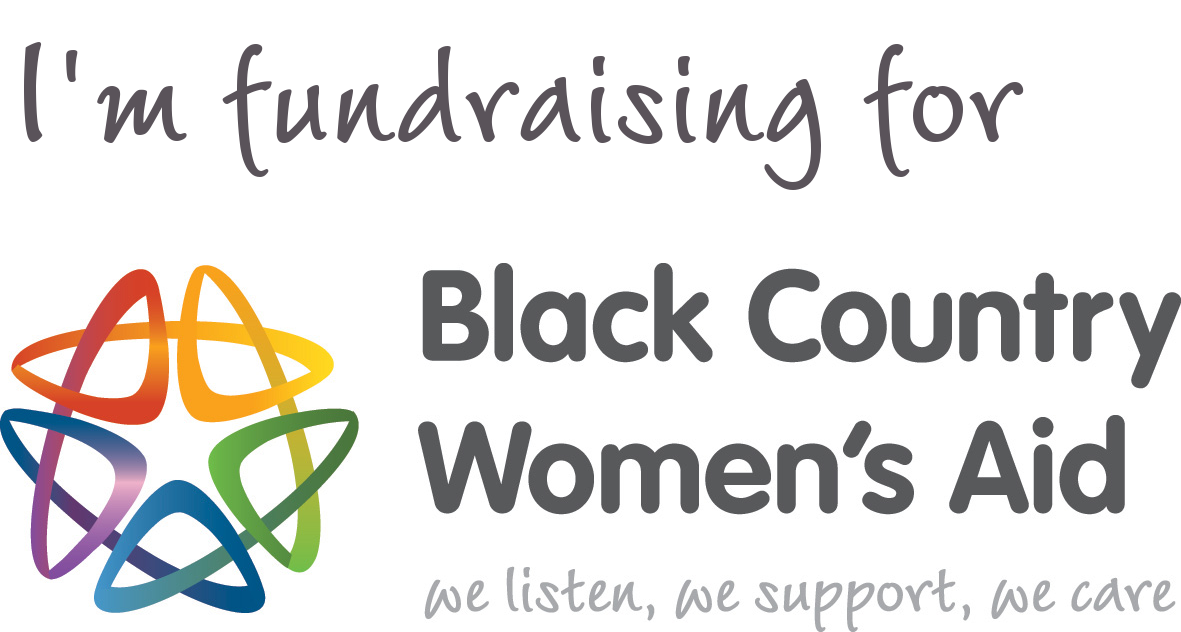 I'm fundraising for
Black Country
Women's Aid
we listen, we support, we care